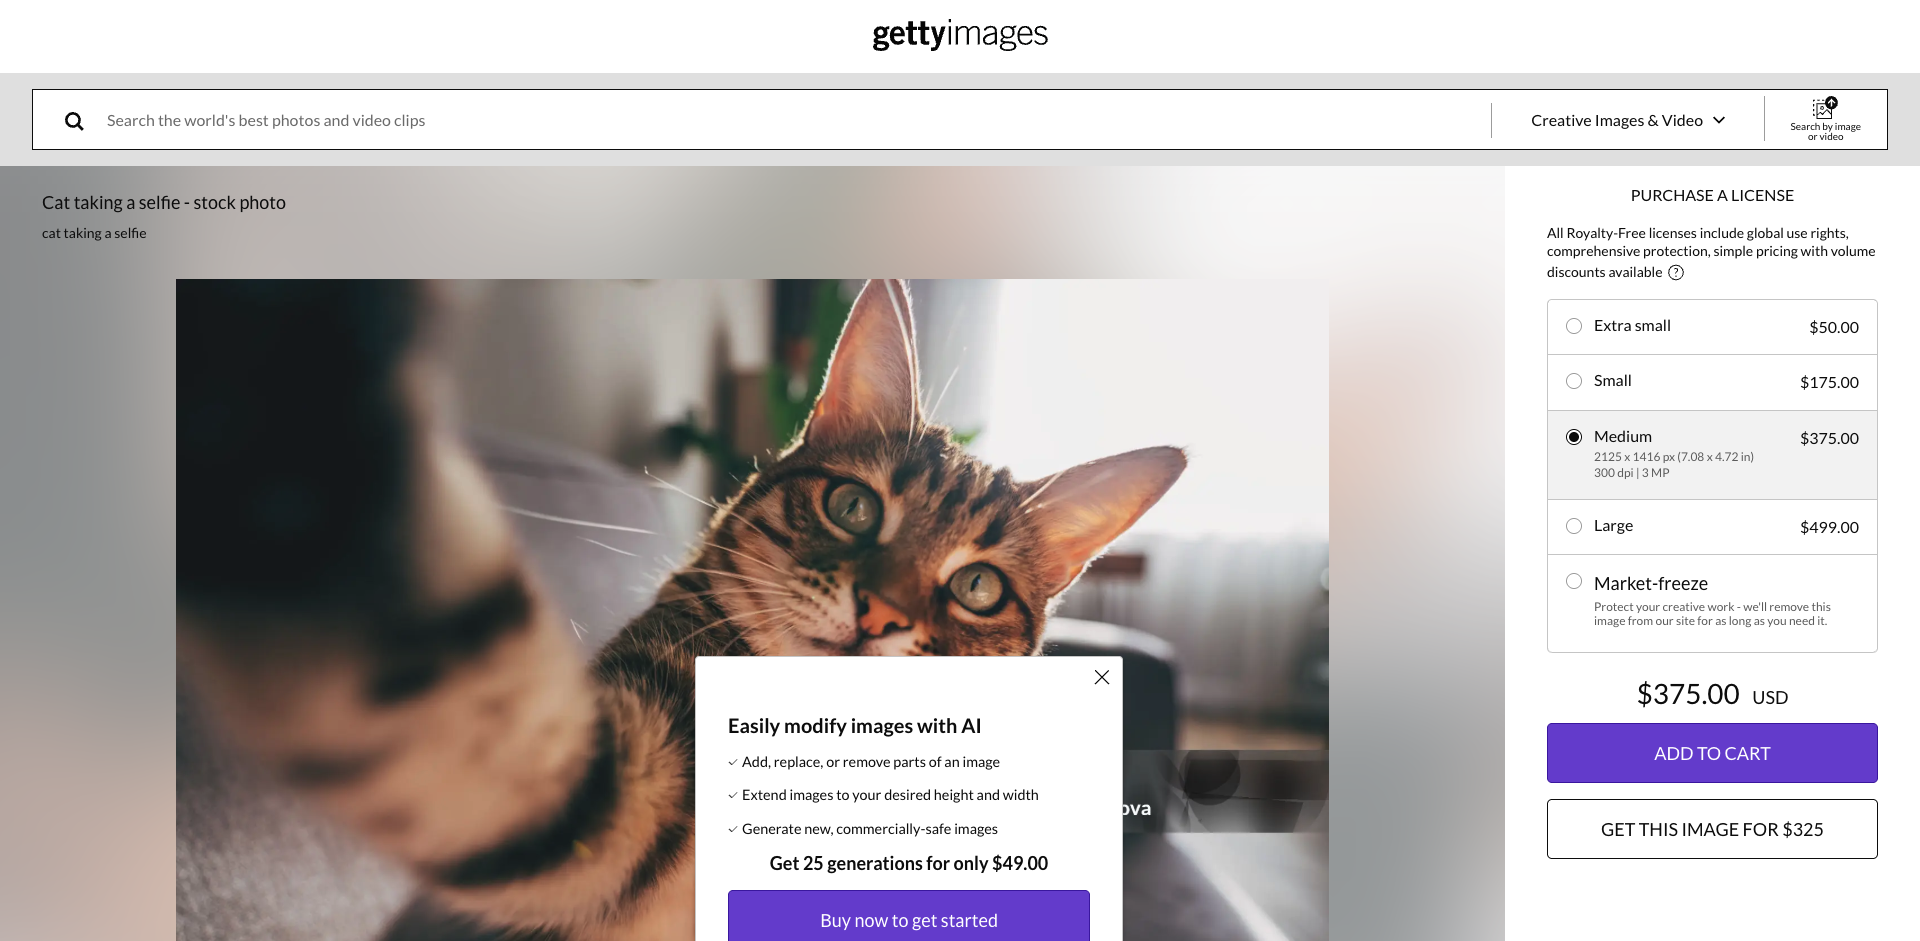 gettyimages
Search the world's best photos and video clips
Creative Images & Video
Search by image
or video
Cat taking a selfie - stock photo
cat taking a selfie
PURCHASE A LICENSE
All Royalty-Free licenses include global use rights,
comprehensive protection, simple pricing with volume
discounts available ?
Extra small $50.00
Small $175.00
Medium $375.00
2125 x 1416 px (7.08 x 4.72 in)
300 dpi | 3 MP
Large $499.00
Market-freeze
Protect your creative work - we'll remove this
image from our site for as long as you need it.
$375.00 USD
ADD TO CART
GET THIS IMAGE FOR $325
Easily modify images with AI
Add, replace, or remove parts of an image
Extend images to your desired height and width
Generate new, commercially-safe images
Get 25 generations for only $49.00
Buy now to get started